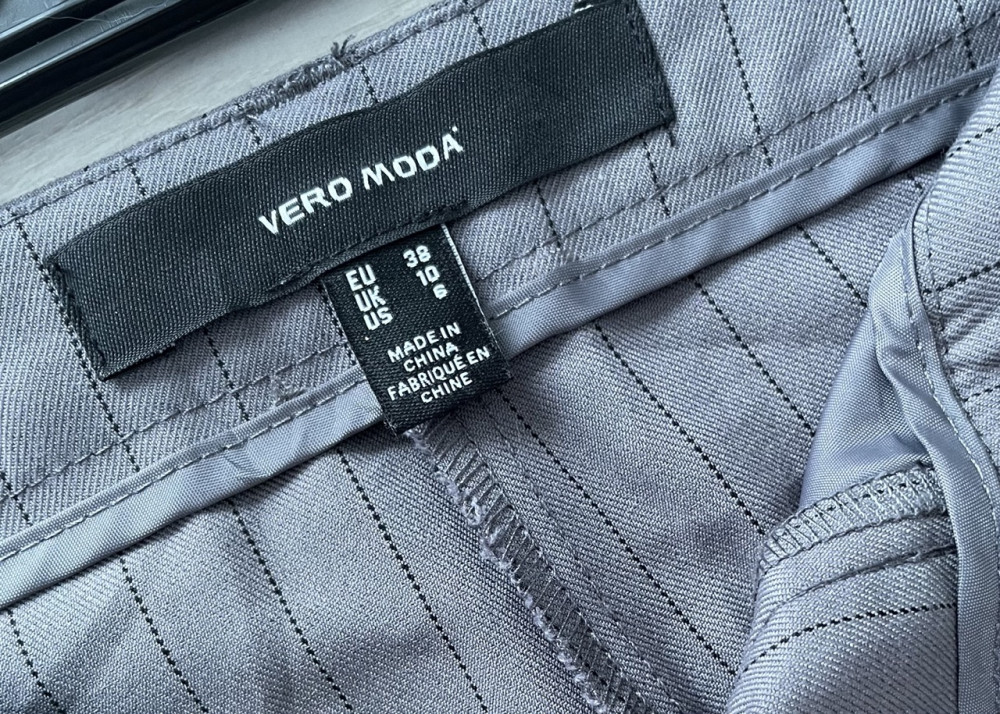 VERO MODA
EU 38
UK 10
US 6
MADE IN
CHINA
FABRIQUÉ EN
CHINE